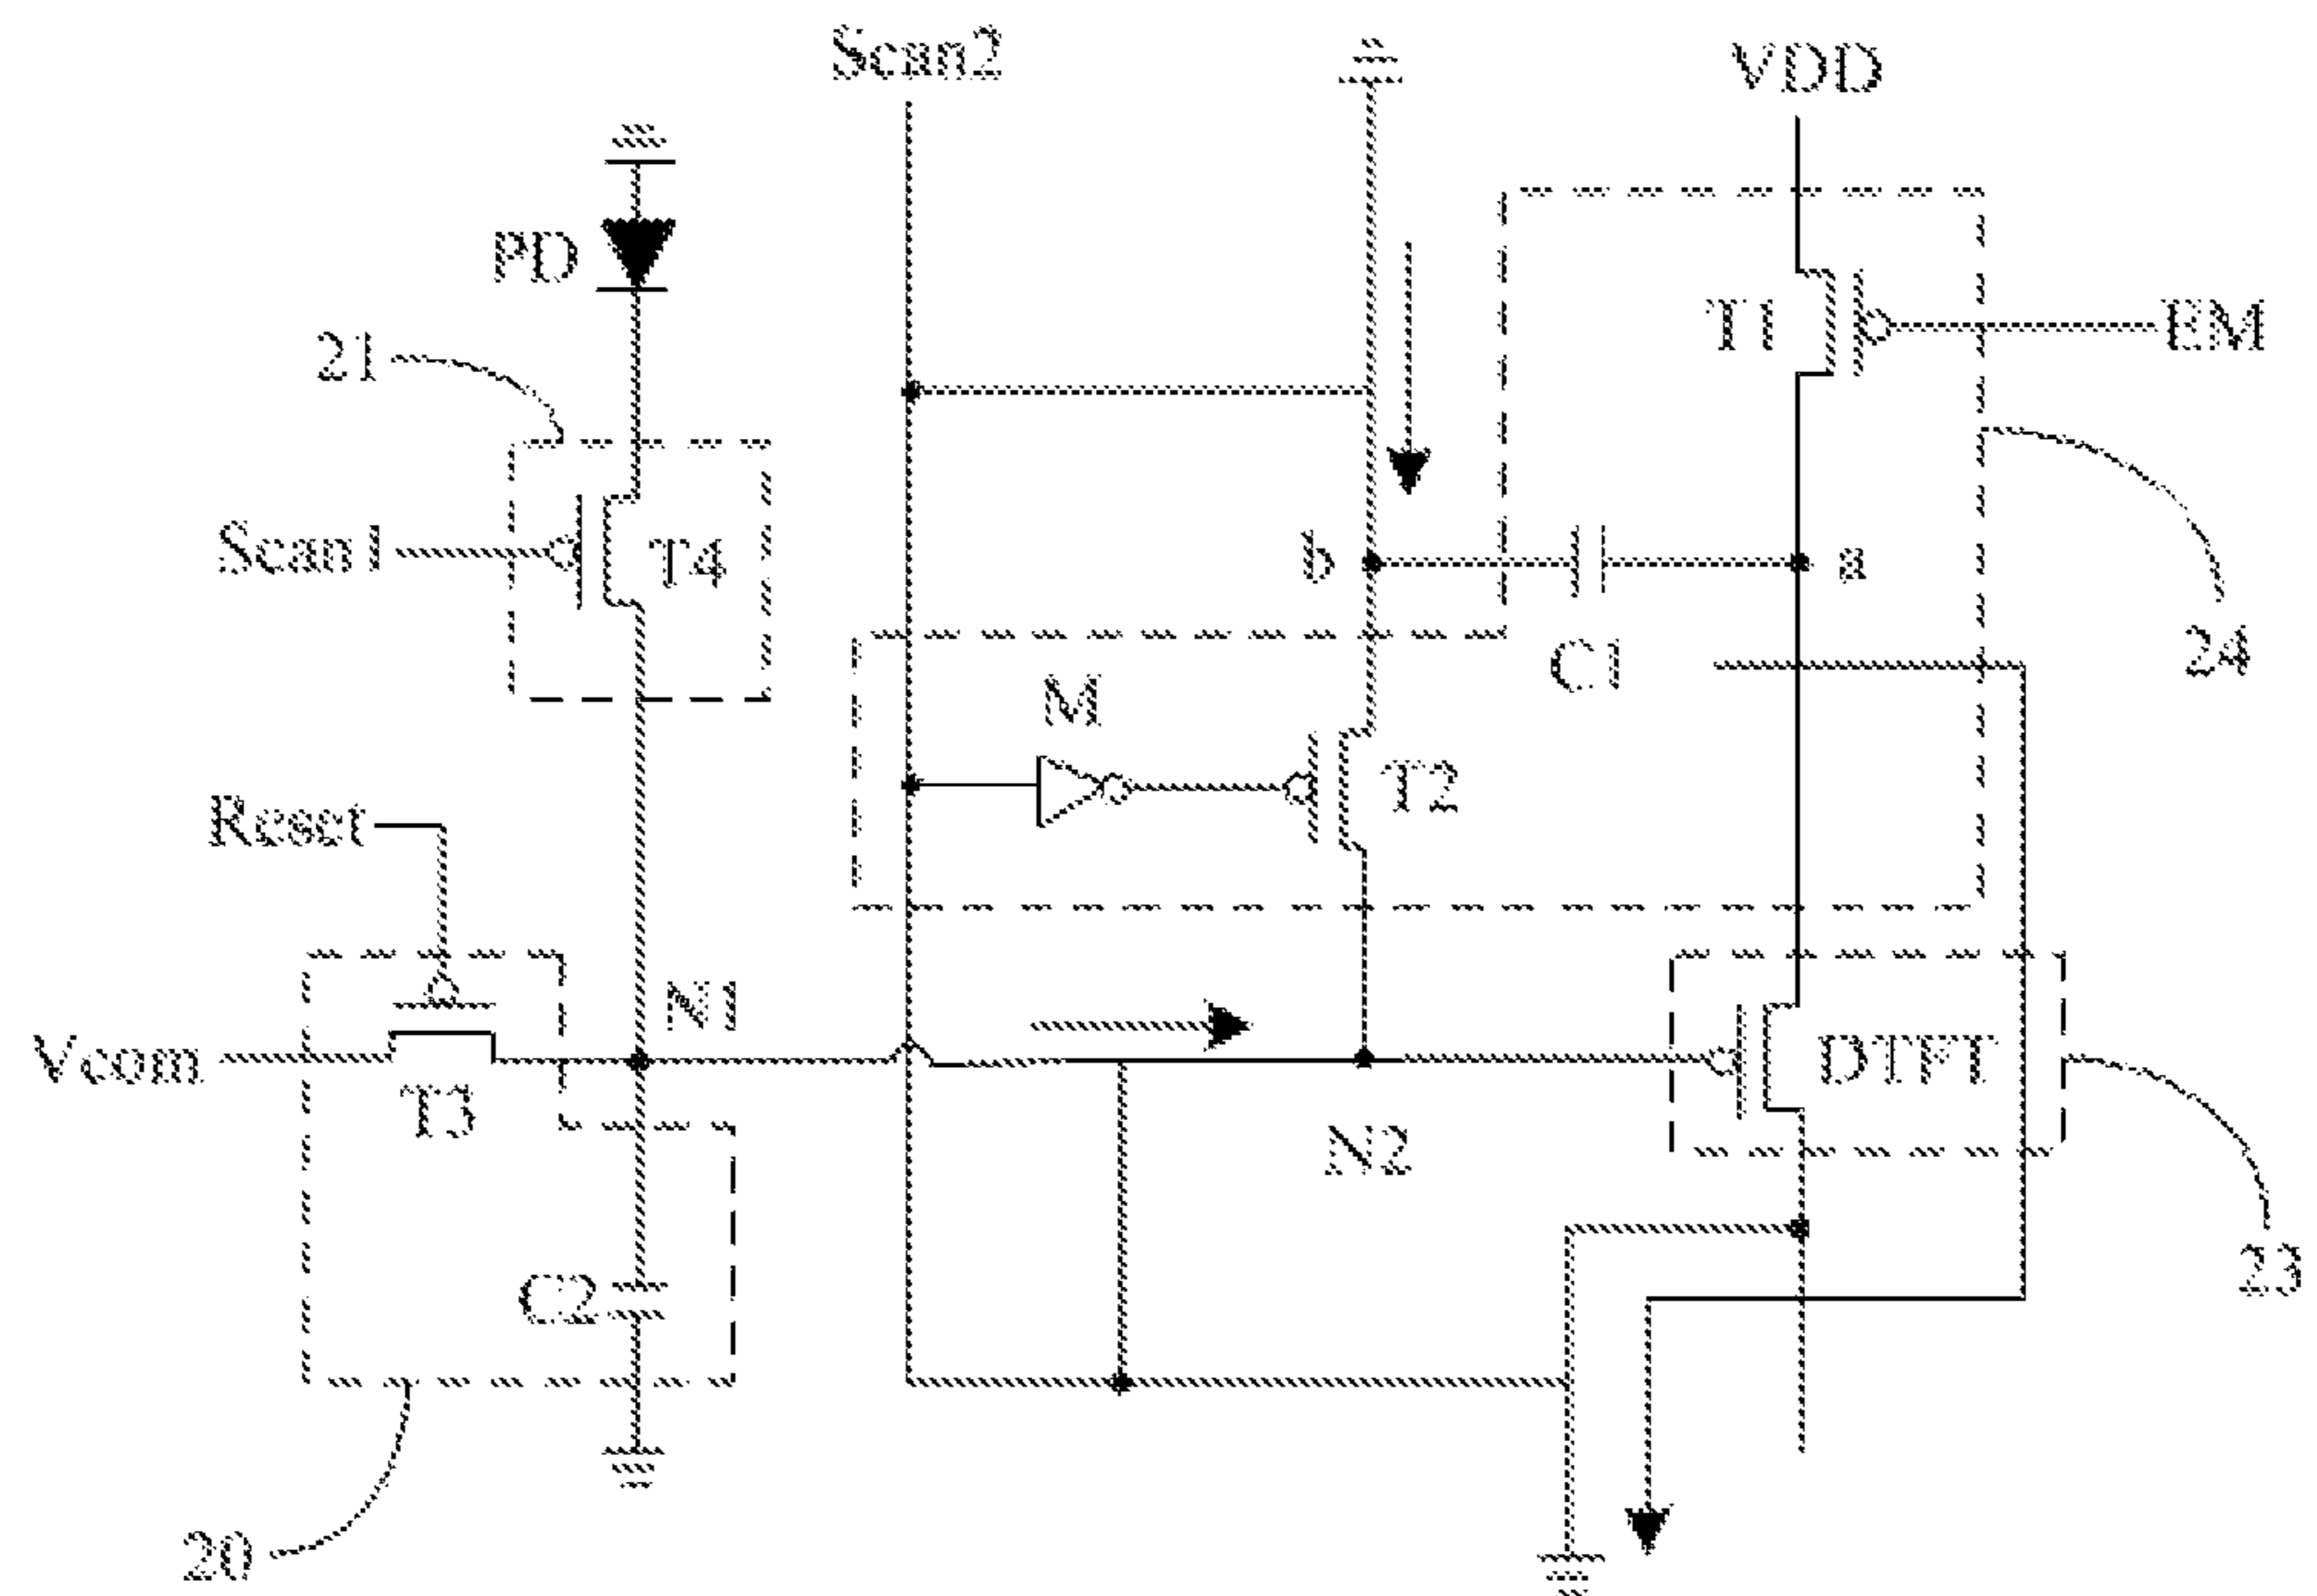 Scan2
VDD
PD
T1
EM
21
Scan1
T4
b
a
24
C1
M
T2
Reset
N1
Vcom
T3
DTFT
N2
C2
23
20